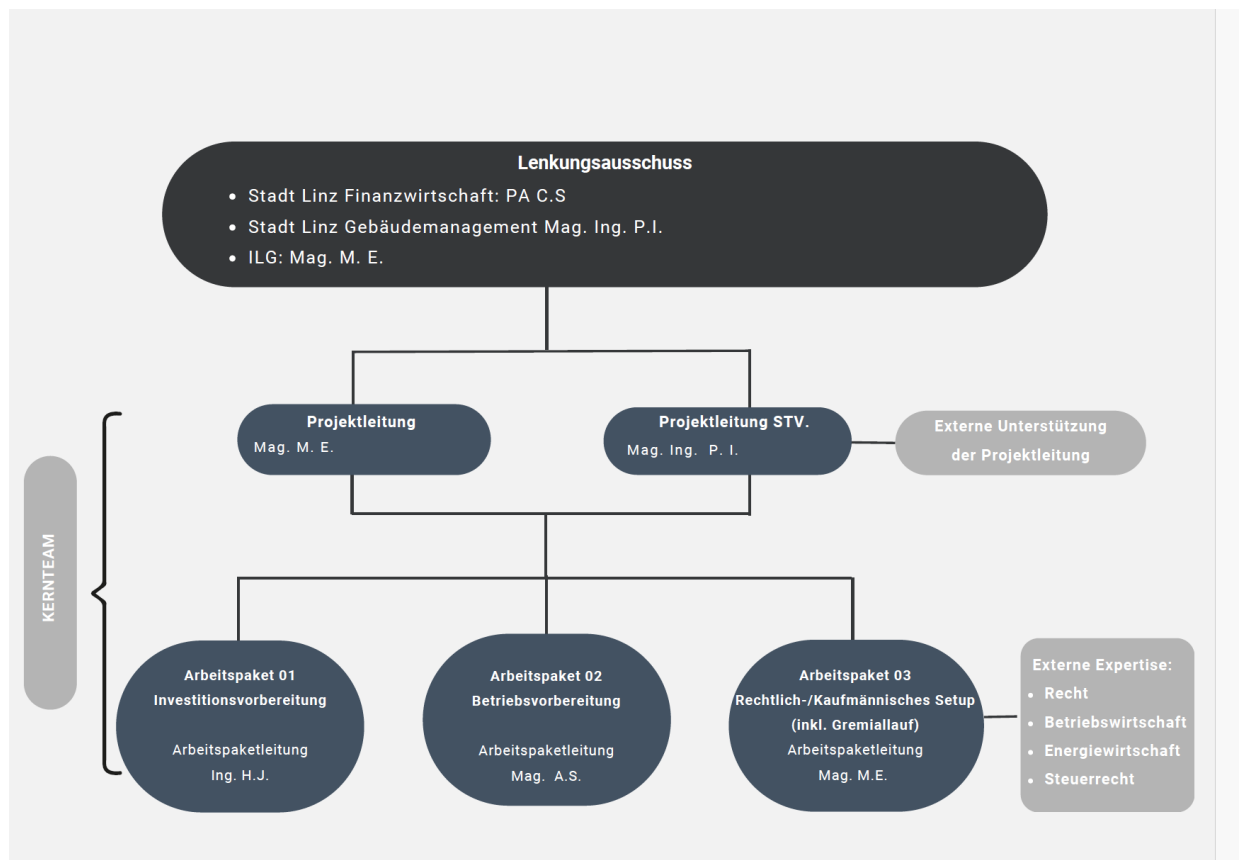 Lenkungsausschuss
• Stadt Linz Finanzwirtschaft: PA C.S
• Stadt Linz Gebäudemanagement Mag. Ing. P.I.
• ILG: Mag. M. E.
Projektleitung
Mag. M. E.
Projektleitung STV.
Mag. Ing. P. I.
Externe Unterstützung
der Projektleitung
KERNTEAM
Arbeitspaket 01
Investitionsvorbereitung
Arbeitspaketleitung
Ing. H.J.
Arbeitspaket 02
Betriebsvorbereitung
Arbeitspaketleitung
Mag. A.S.
Arbeitspaket 03
Rechtlich-/Kaufmännisches Setup
(inkl. Gremiallauf)
Arbeitspaketleitung
Mag. M.E.
Externe Expertise:
• Recht
• Betriebswirtschaft
• Energiewirtschaft
• Steuerrecht